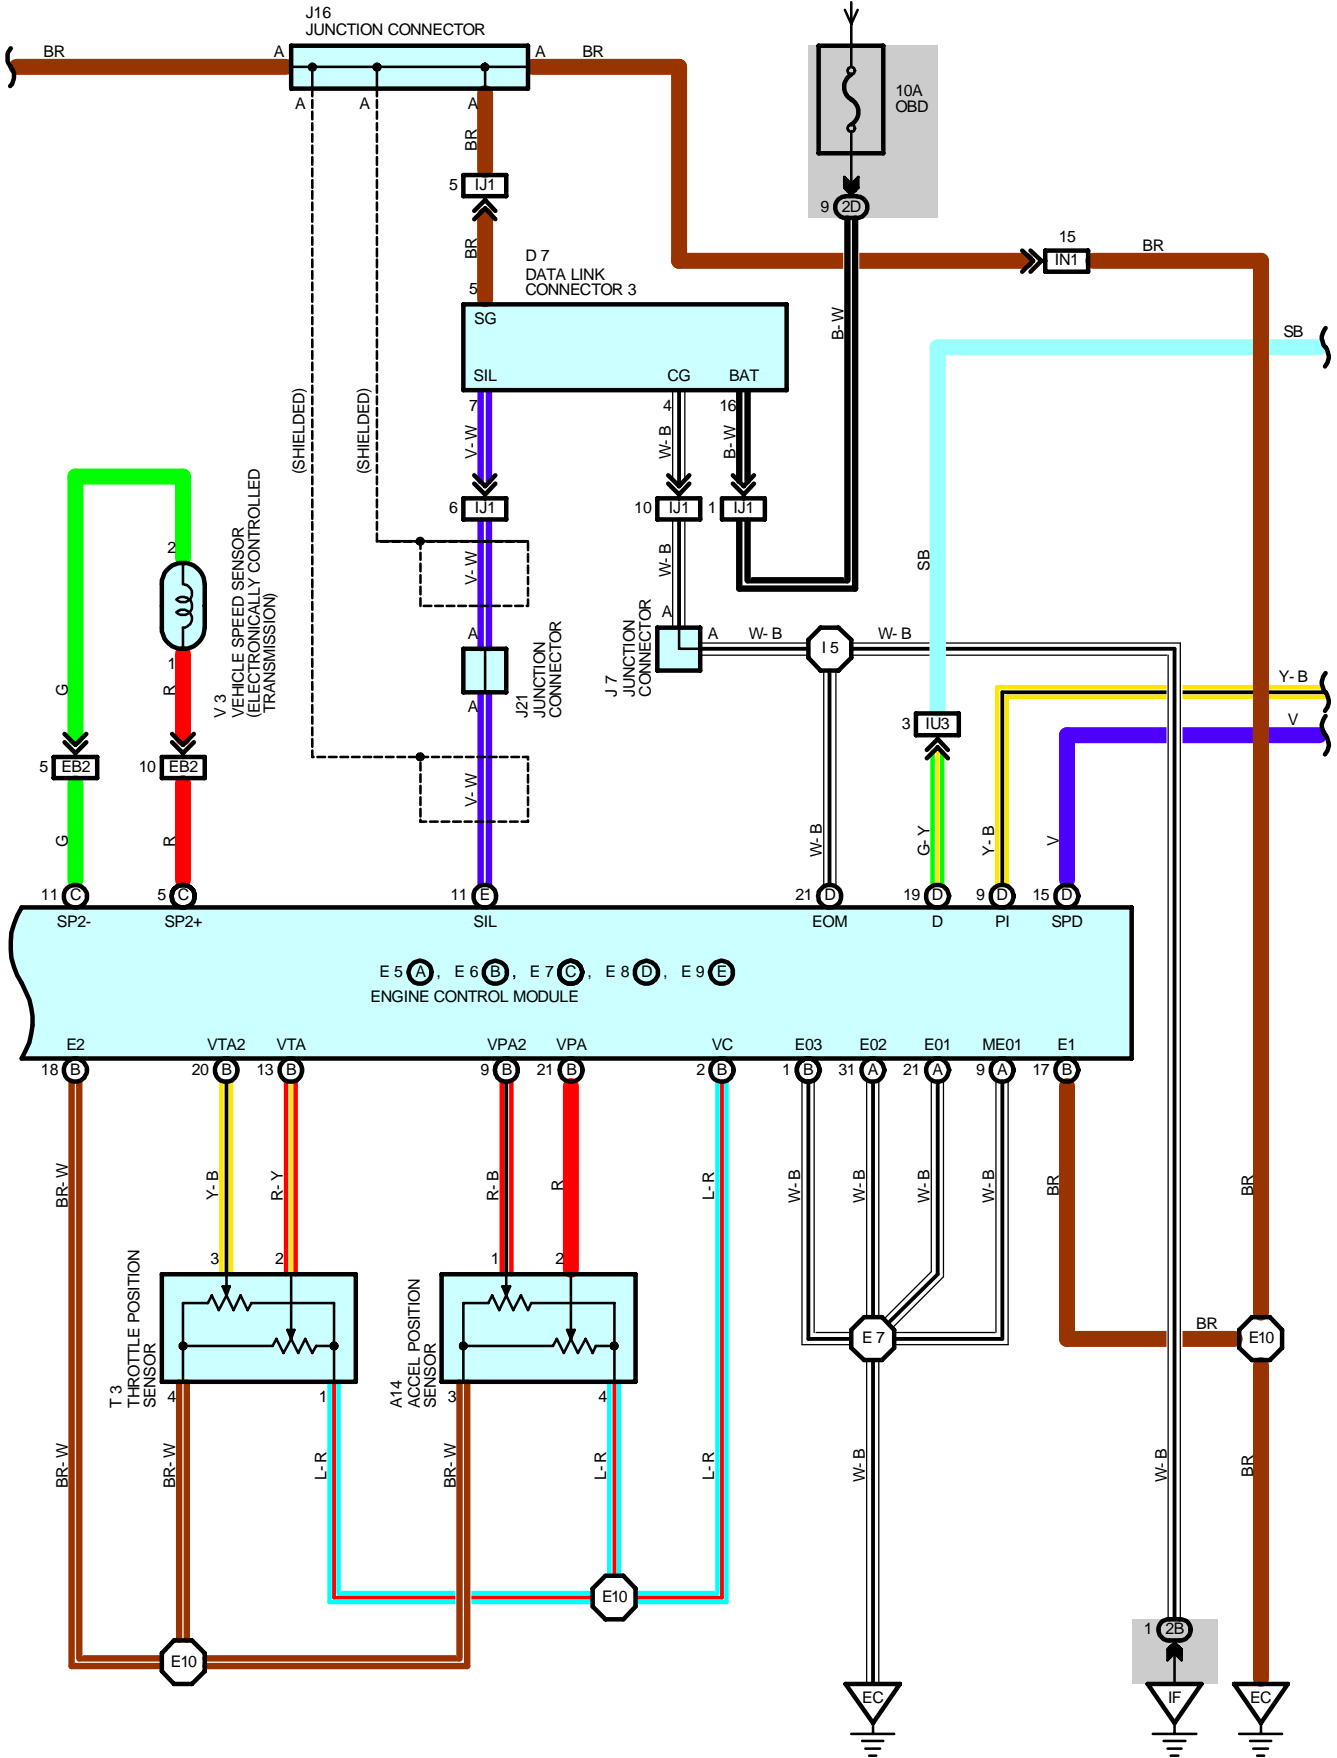 J16
JUNCTION CONNECTOR
BR
A
A
BR
A
A
A
BR
5 IJ1
BR
10A
OBD
9 2D
15
IN1
BR
D 7
DATA LINK
CONNECTOR 3
5
SG
SIL
CG
BAT
7
4
16
B- W
SB
(SHIELDED)
(SHIELDED)
V- W
W- B
B- W
6 IJ1
10 IJ1
1 IJ1
V- W
W- B
SB
2
1
V 3
VEHICLE SPEED SENSOR
(ELECTRONICALLY CONTROLLED
TRANSMISSION)
G
R
A
A
J21
JUNCTION
CONNECTOR
A
A
J 7
JUNCTION
CONNECTOR
W- B
I 5
W- B
Y- B
V
3 IU3
5 EB2
10 EB2
V- W
G
R
W- B
G- Y
Y- B
V
11 C
5 C
11 E
21 D
19 D
9 D
15 D
SP2-
SP2+
SIL
EOM
D
PI
SPD
E 5 A , E 6 B , E 7 C , E 8 D , E 9 E
ENGINE CONTROL MODULE
E2
VTA2
VTA
VPA2
VPA
VC
E03
E02
E01
ME01
E1
18 B
20 B
13 B
9 B
21 B
2 B
1 B
31 A
21 A
9 A
17 B
BR- W
Y- B
R- Y
R- B
R
L- R
W- B
W- B
W- B
W- B
BR
BR
3
2
1
2
T 3
THROTTLE POSITION
SENSOR
A14
ACCEL POSITION
SENSOR
E 7
BR
E10
4
1
3
4
BR- W
BR- W
L- R
BR- W
L- R
L- R
W- B
W- B
BR
E10
E10
1 2B
EC
IF
EC